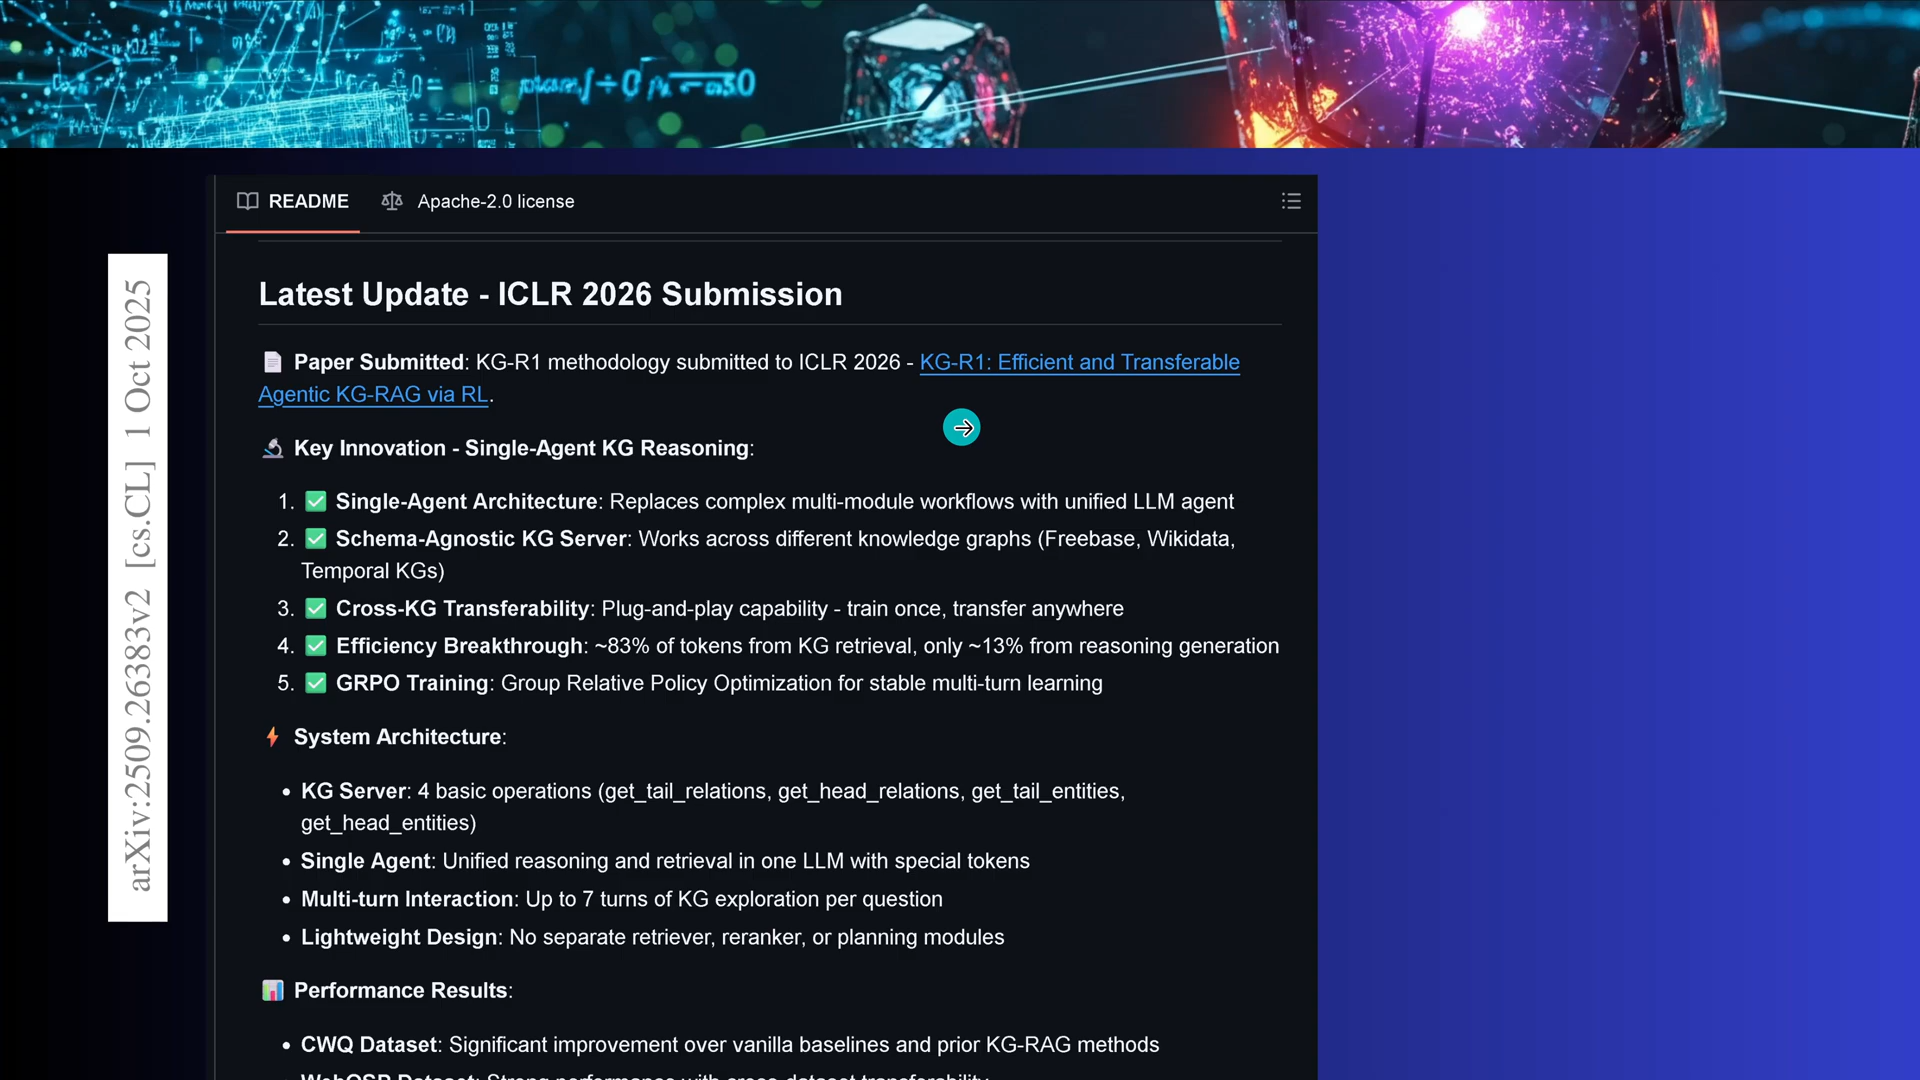 README
Apache-2.0 license
Latest Update - ICLR 2026 Submission
Paper Submitted: KG-R1 methodology submitted to ICLR 2026 - KG-R1: Efficient and Transferable
Agentic KG-RAG via RL.
Key Innovation - Single-Agent KG Reasoning:
1. ✅ Single-Agent Architecture: Replaces complex multi-module workflows with unified LLM agent
2. ✅ Schema-Agnostic KG Server: Works across different knowledge graphs (Freebase, Wikidata,
Temporal KGs)
3. ✅ Cross-KG Transferability: Plug-and-play capability - train once, transfer anywhere
4. ✅ Efficiency Breakthrough: ~83% of tokens from KG retrieval, only ~13% from reasoning generation
5. ✅ GRPO Training: Group Relative Policy Optimization for stable multi-turn learning
System Architecture:
• KG Server: 4 basic operations (get_tail_relations, get_head_relations, get_tail_entities,
get_head_entities)
• Single Agent: Unified reasoning and retrieval in one LLM with special tokens
• Multi-turn Interaction: Up to 7 turns of KG exploration per question
• Lightweight Design: No separate retriever, reranker, or planning modules
Performance Results:
• CWQ Dataset: Significant improvement over vanilla baselines and prior KG-RAG methods
arXiv:2509.26383v2 [cs.CL] 1 Oct 2025